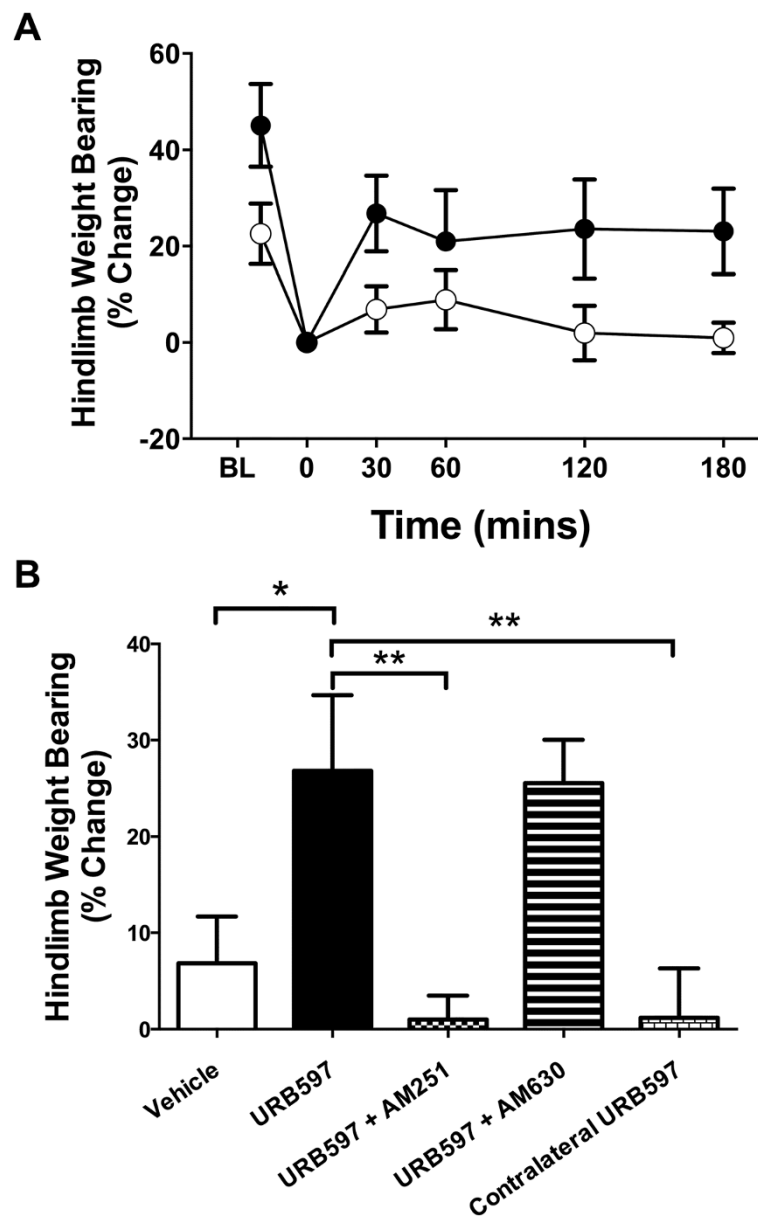 A
Hindlimb Weight Bearing
(% Change)
60
40
20
0
-20
BL 0 30 60 120 180
Time (mins)
B
Hindlimb Weight Bearing
(% Change)
40
30
20
10
0
*
**
**
Vehicle
URB597
URB597 + AM251
URB597 + AM630
Contralateral URB597